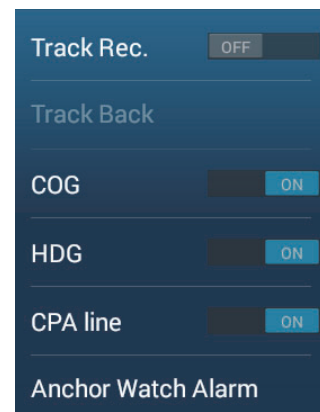 Track Rec. OFF
Track Back
COG ON
HDG ON
CPA line ON
Anchor Watch Alarm